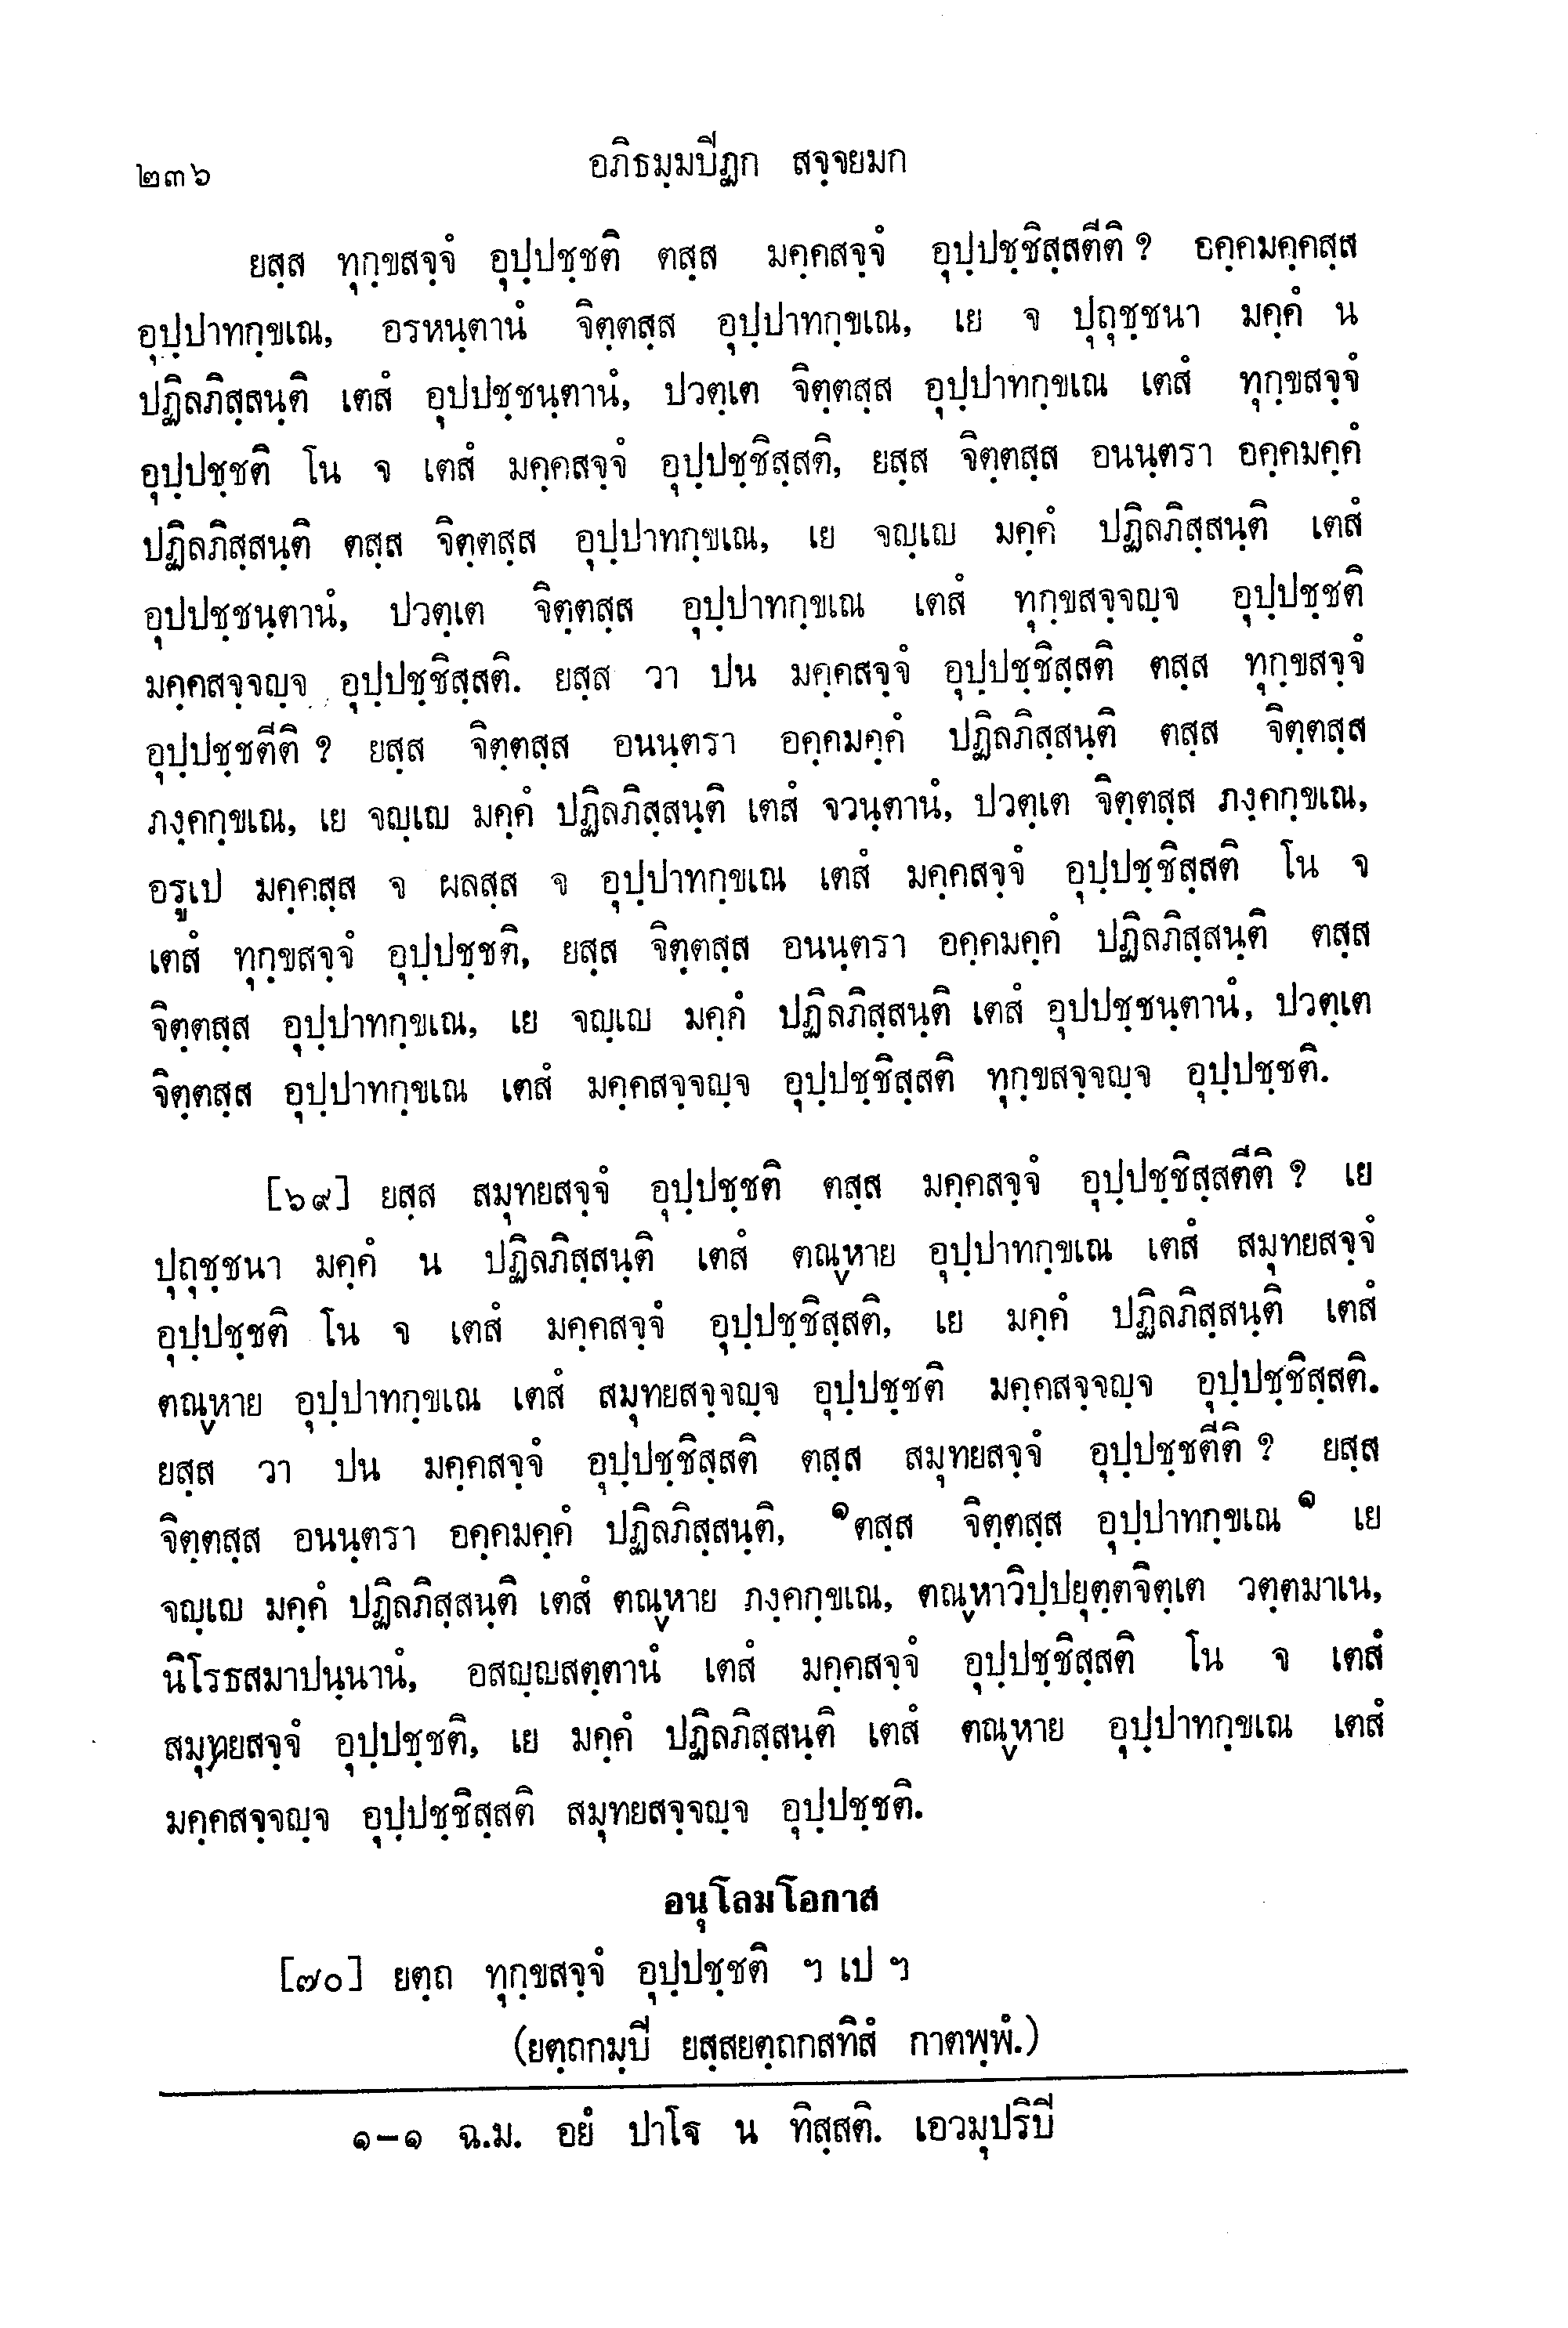 ๒๓๖ อภิธมฺมปีฏก สจฺจยมก
ยสฺส ทุกฺขสจฺจํ อุปฺปชฺชติ ตสฺส มคฺคสจฺจํ อุปฺปชฺชิสฺสตีติ ? อคฺคมคฺคสฺส
อุปฺปาทกฺขเณ, อรหนฺตานํ จิตฺตสฺส อุปฺปาทกฺขเณ, เย จ ปุถุชฺชนา มคฺคํ น
ปฏิลภิสฺสนฺติ เตสํ อุปปชฺชนฺตานํ, ปวตฺเต จิตฺตสฺส อุปฺปาทกฺขเณ เตสํ ทุกฺขสจฺจํ
อุปฺปชฺชติ โน จ เตสํ มคฺคสจฺจํ อุปฺปชฺชิสฺสติ, ยสฺส จิตฺตสฺส อนนฺตรา อคฺคมคฺคํ
ปฏิลภิสฺสนฺติ ตสฺส จิตฺตสฺส อุปฺปาทกฺขเณ, เย จญฺเญ มคฺคํ ปฏิลภิสฺสนฺติ เตสํ
อุปปชฺชนฺตานํ, ปวตฺเต จิตฺตสฺส อุปฺปาทกฺขเณ เตสํ ทุกฺขสจฺจญฺจ อุปฺปชฺชติ
มคฺคสจฺจญฺจ อุปฺปชฺชิสฺสติ. ยสฺส วา ปน มคฺคสจฺจํ อุปฺปชฺชิสฺสติ ตสฺส ทุกฺขสจฺจํ
อุปฺปชฺชตีติ ? ยสฺส จิตฺตสฺส อนนฺตรา อคฺคมคฺคํ ปฏิลภิสฺสนฺติ ตสฺส จิตฺตสฺส
ภงฺคกฺขเณ, เย จญฺเญ มคฺคํ ปฏิลภิสฺสนฺติ เตสํ จวนฺตานํ, ปวตฺเต จิตฺตสฺส ภงฺคกฺขเณ,
อรูเป มคฺคสฺส จ ผลสฺส จ อุปฺปาทกฺขเณ เตสํ มคฺคสจฺจํ อุปฺปชฺชิสฺสติ โน จ
เตสํ ทุกฺขสจฺจํ อุปฺปชฺชติ, ยสฺส จิตฺตสฺส อนนฺตรา อคฺคมคฺคํ ปฏิลภิสฺสนฺติ ตสฺส
จิตฺตสฺส อุปฺปาทกฺขเณ, เย จญฺเญ มคฺคํ ปฏิลภิสฺสนฺติ เตสํ อุปปชฺชนฺตานํ, ปวตฺเต
จิตฺตสฺส อุปฺปาทกฺขเณ เตสํ มคฺคสจฺจญฺจ อุปฺปชฺชิสฺสติ ทุกฺขสจฺจญฺจ อุปฺปชฺชติ.
[๖๙] ยสฺส สมุทยสจฺจํ อุปฺปชฺชติ ตสฺส มคฺคสจฺจํ อุปฺปชฺชิสฺสตีติ ? เย
ปุถุชฺชนา มคฺคํ น ปฏิลภิสฺสนฺติ เตสํ ตณฺหาย อุปฺปาทกฺขเณ เตสํ สมุทยสจฺจํ
อุปฺปชฺชติ โน จ เตสํ มคฺคสจฺจํ อุปฺปชฺชิสฺสติ, เย มคฺคํ ปฏิลภิสฺสนฺติ เตสํ
ตณฺหาย อุปฺปาทกฺขเณ เตสํ สมุทยสจฺจญฺจ อุปฺปชฺชติ มคฺคสจฺจญฺจ อุปฺปชฺชิสฺสติ.
ยสฺส วา ปน มคฺคสจฺจํ อุปฺปชฺชิสฺสติ ตสฺส สมุทยสจฺจํ อุปฺปชฺชตีติ ? ยสฺส
จิตฺตสฺส อนนฺตรา อคฺคมคฺคํ ปฏิลภิสฺสนฺติ, ๑ตสฺส จิตฺตสฺส อุปฺปาทกฺขเณ ๑ เย
จญฺเญ มคฺคํ ปฏิลภิสฺสนฺติ เตสํ ตณฺหาย ภงฺคกฺขเณ, ตณฺหาวิปฺปยุตฺตจิตฺเต วตฺตมาเน,
นิโรธสมาปนฺนานํ, อสญฺญสตฺตานํ เตสํ มคฺคสจฺจํ อุปฺปชฺชิสฺสติ โน จ เตสํ
สมุทยสจฺจํ อุปฺปชฺชติ, เย มคฺคํ ปฏิลภิสฺสนฺติ เตสํ ตณฺหาย อุปฺปาทกฺขเณ เตสํ
มคฺคสจฺจญฺจ อุปฺปชฺชิสฺสติ สมุทยสจฺจญฺจ อุปฺปชฺชติ.
อนุโลมโอกาส
[๗๐] ยตฺถ ทุกฺขสจฺจํ อุปฺปชฺชติ ฯ เป ฯ
(ยตฺถกมฺปี ยสฺสยตฺถกสทิสํ กาตพฺพํ.)
๑-๑ ฉ.ม. อยํ ปาโฐ น ทิสฺสติ. เอวมุปริปี